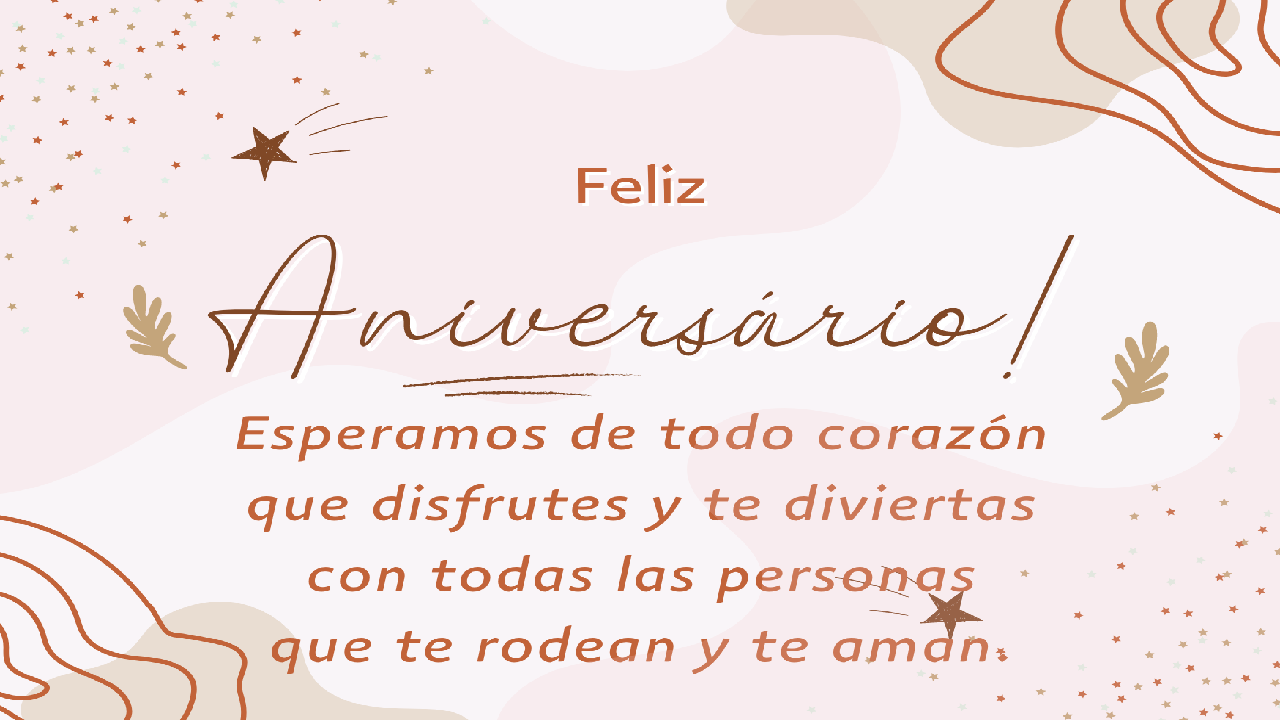 Feliz
Aniversário!
Esperamos de todo corazón
que disfrutes y te diviertas
con todas las personas
que te rodean y te aman.